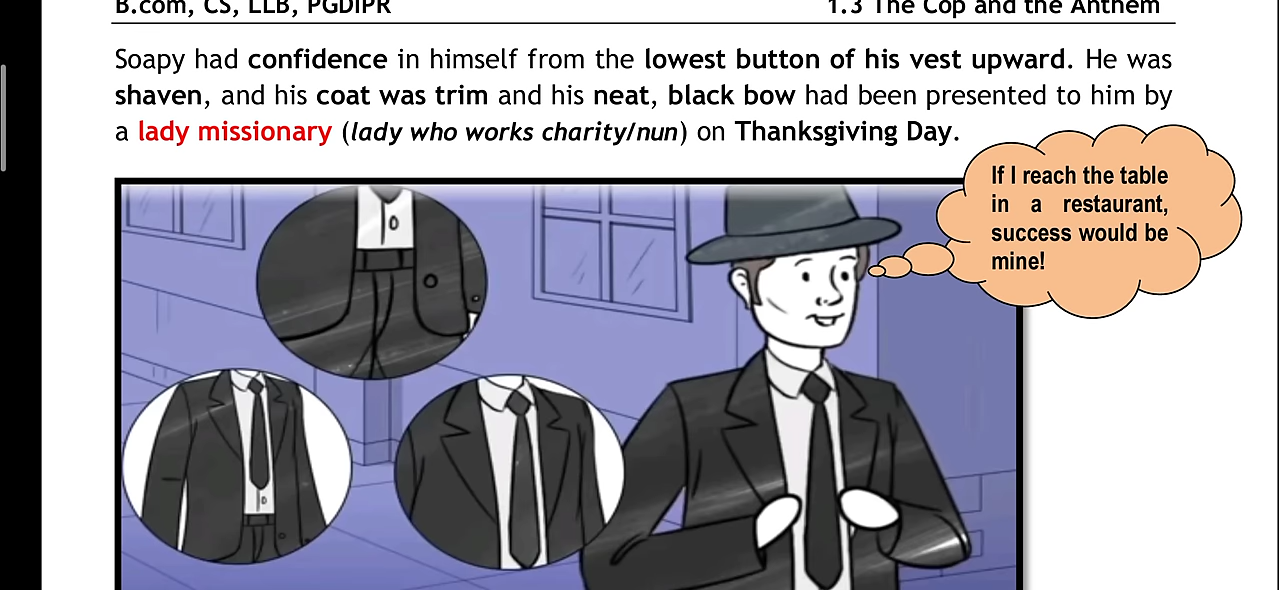 B.com, CS, LLB, PGDIPR 1.3 The Cop and the Anthem
Soapy had confidence in himself from the lowest button of his vest upward. He was
shaven, and his coat was trim and his neat, black bow had been presented to him by
a lady missionary (lady who works charity/nun) on Thanksgiving Day.
If I reach the table
in a restaurant,
success would be
mine!